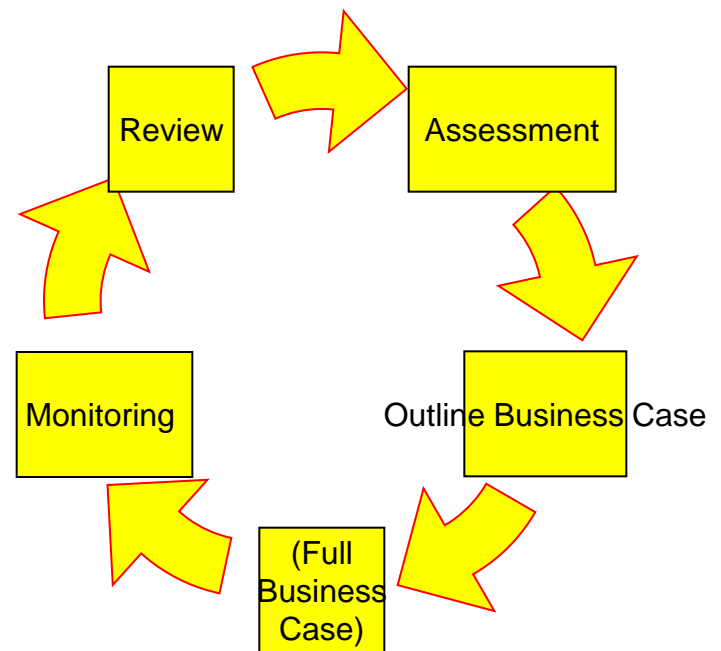 Review
Assessment
Monitoring
Outline Business Case
(Full
Business
Case)